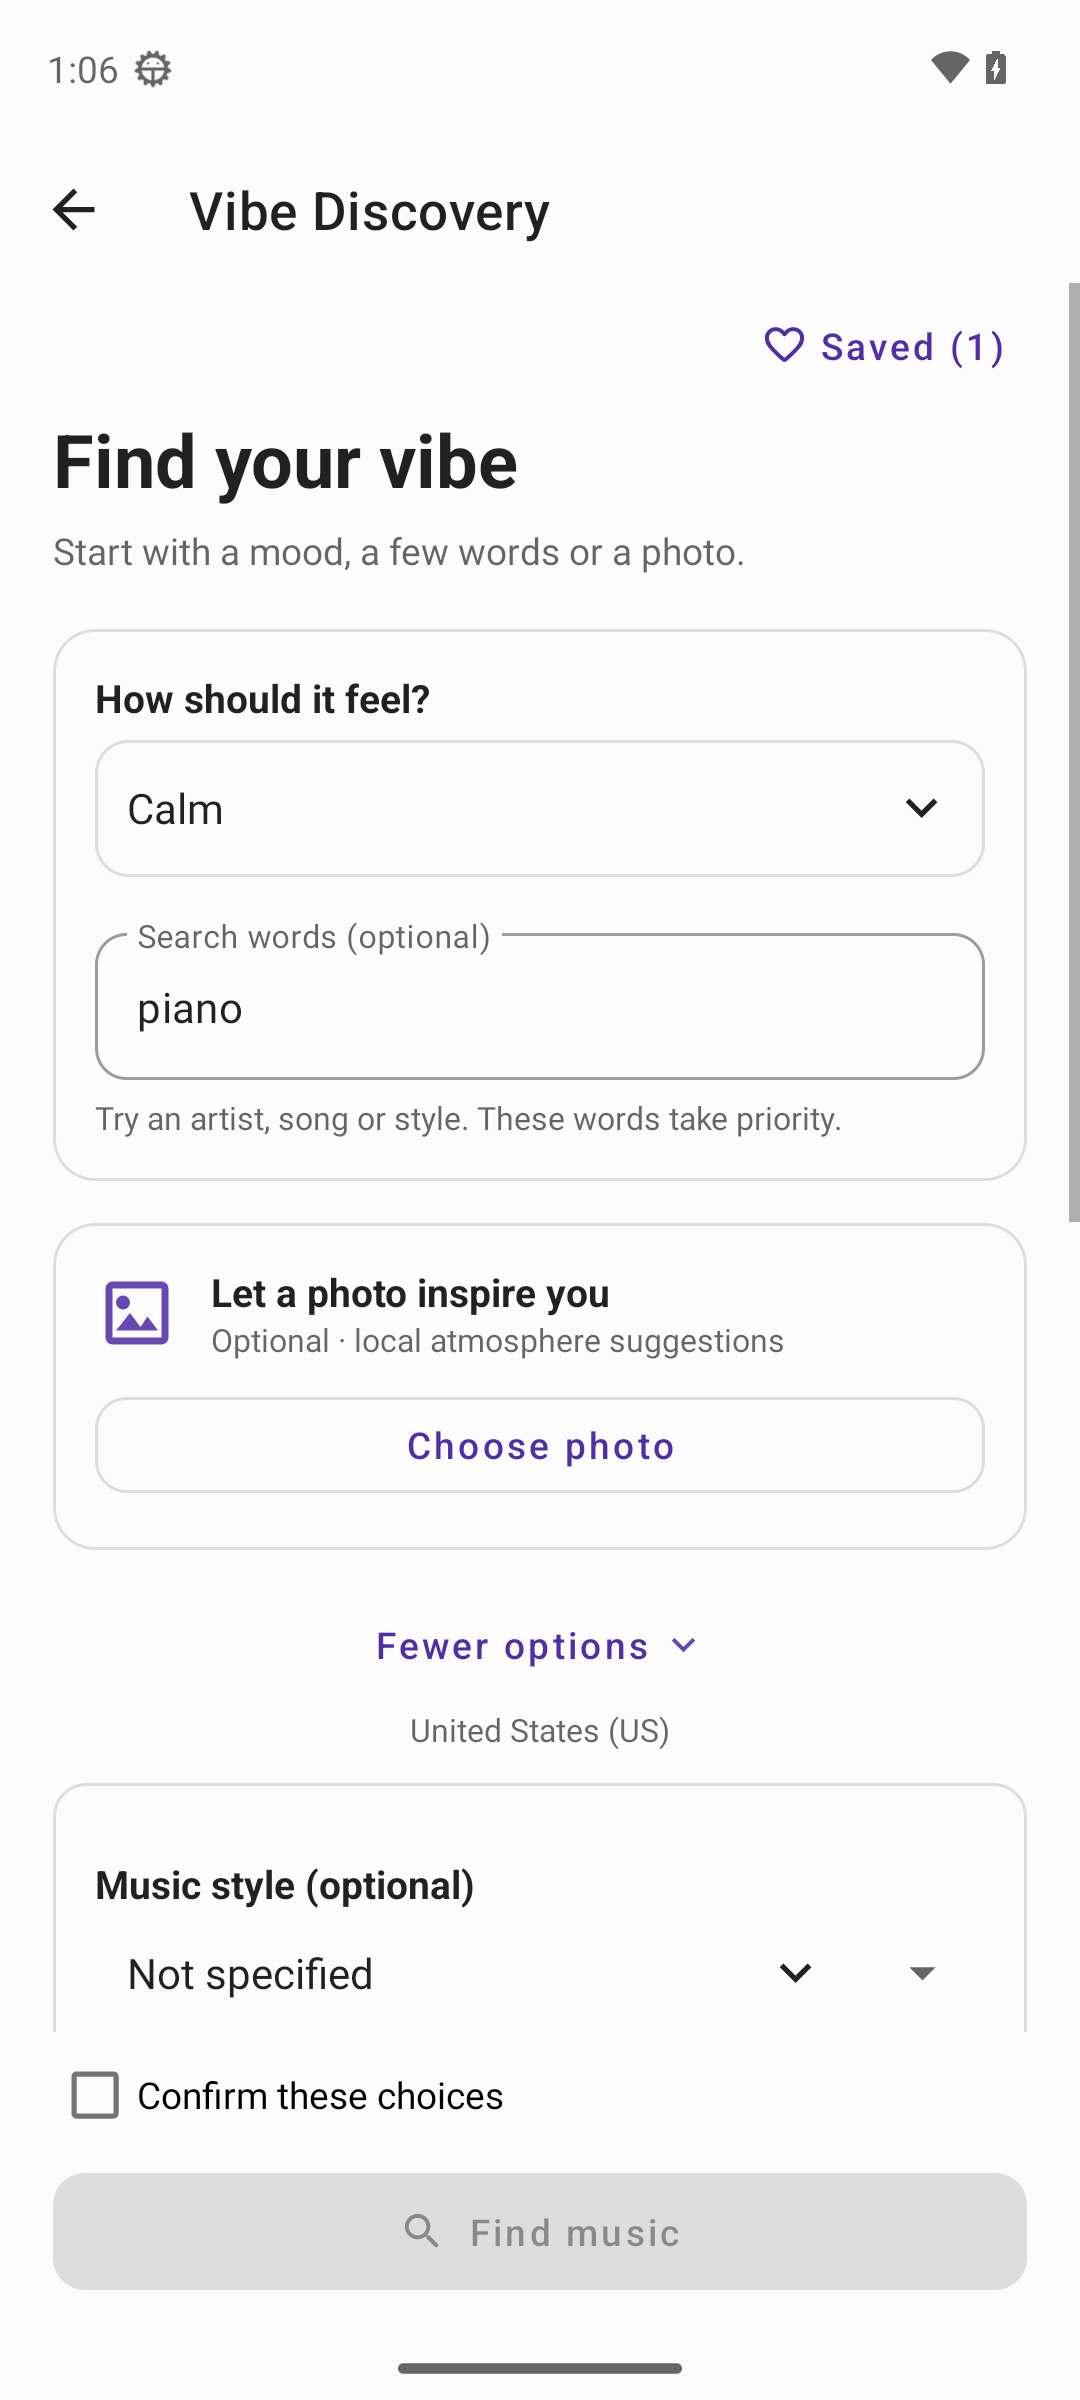 1:06
Vibe Discovery
Saved (1)
Find your vibe
Start with a mood, a few words or a photo.
How should it feel?
Calm
Search words (optional)
piano
Try an artist, song or style. These words take priority.
Let a photo inspire you
Optional · local atmosphere suggestions
Choose photo
Fewer options
United States (US)
Music style (optional)
Not specified
Confirm these choices
Find music